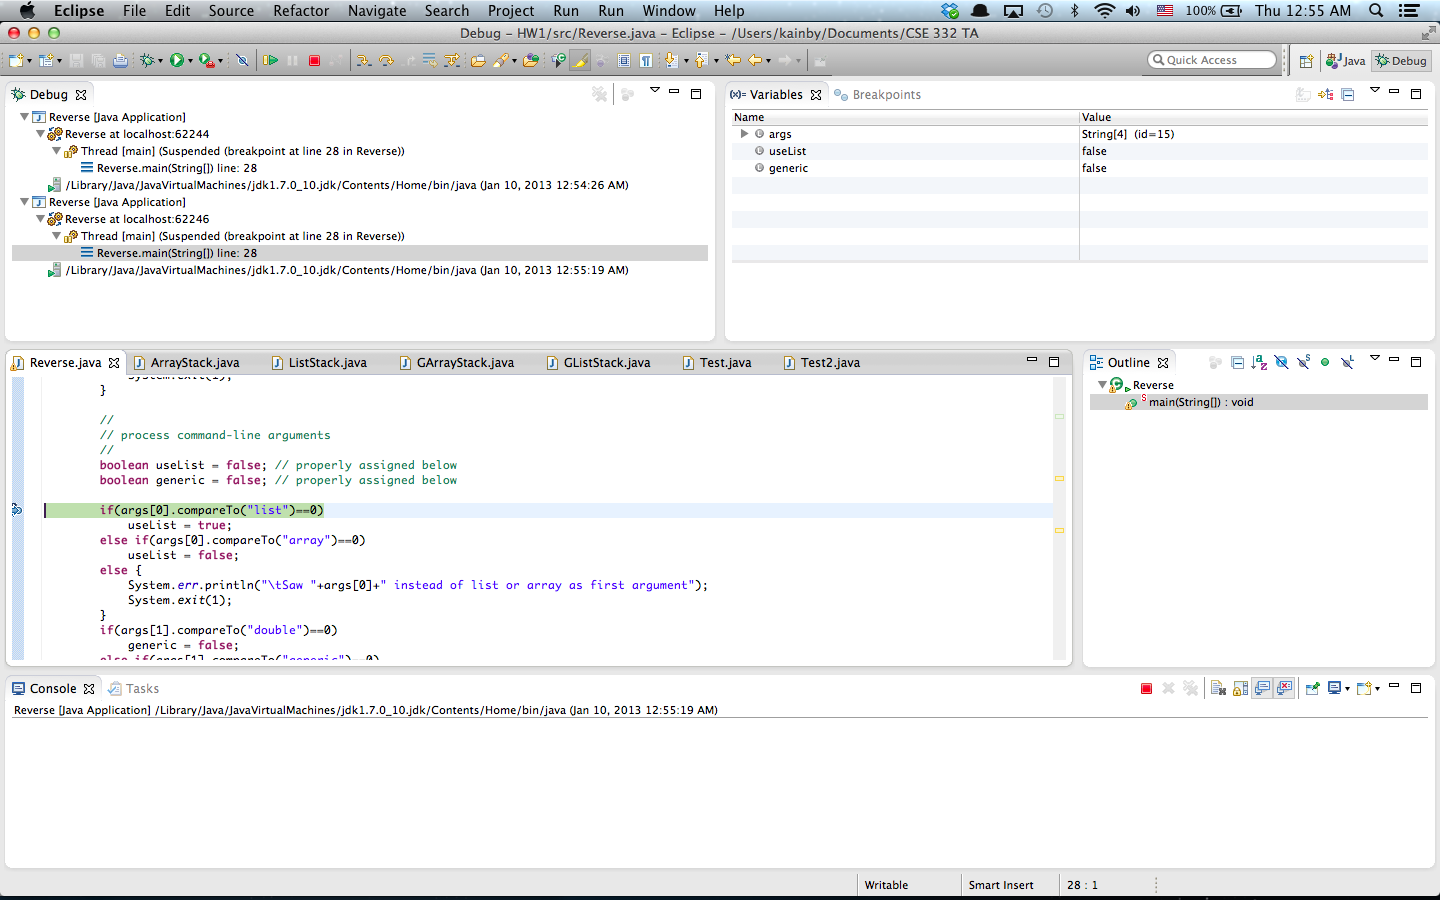 Eclipse File Edit Source Refactor Navigate Search Project Run Run Window Help 100% Thu 12:55 AM
Debug – HW1/src/Reverse.java – Eclipse – /Users/kainby/Documents/CSE 332 TA
Quick Access Java Debug
Debug
Reverse [Java Application]
Reverse at localhost:62244
Thread [main] (Suspended (breakpoint at line 28 in Reverse))
Reverse.main(String[]) line: 28
/Library/Java/JavaVirtualMachines/jdk1.7.0_10.jdk/Contents/Home/bin/java (Jan 10, 2013 12:54:26 AM)
Reverse [Java Application]
Reverse at localhost:62246
Thread [main] (Suspended (breakpoint at line 28 in Reverse))
Reverse.main(String[]) line: 28
/Library/Java/JavaVirtualMachines/jdk1.7.0_10.jdk/Contents/Home/bin/java (Jan 10, 2013 12:55:19 AM)
(x)= Variables Breakpoints
Name Value
args String[4] (id=15)
useList false
generic false
Reverse.java ArrayStack.java ListStack.java GArrayStack.java GListStack.java Test.java Test2.java
System.exit(1);
}
//
// process command-line arguments
//
boolean useList = false; // properly assigned below
boolean generic = false; // properly assigned below
if(args[0].compareTo("list")==0)
useList = true;
else if(args[0].compareTo("array")==0)
useList = false;
else {
System.err.println("\tSaw "+args[0]+" instead of list or array as first argument");
System.exit(1);
}
if(args[1].compareTo("double")==0)
generic = false;
else if(args[1].compareTo("generic")==0)
Outline
Reverse
main(String[]) : void
Console Tasks
Reverse [Java Application] /Library/Java/JavaVirtualMachines/jdk1.7.0_10.jdk/Contents/Home/bin/java (Jan 10, 2013 12:55:19 AM)
Writable Smart Insert 28 : 1